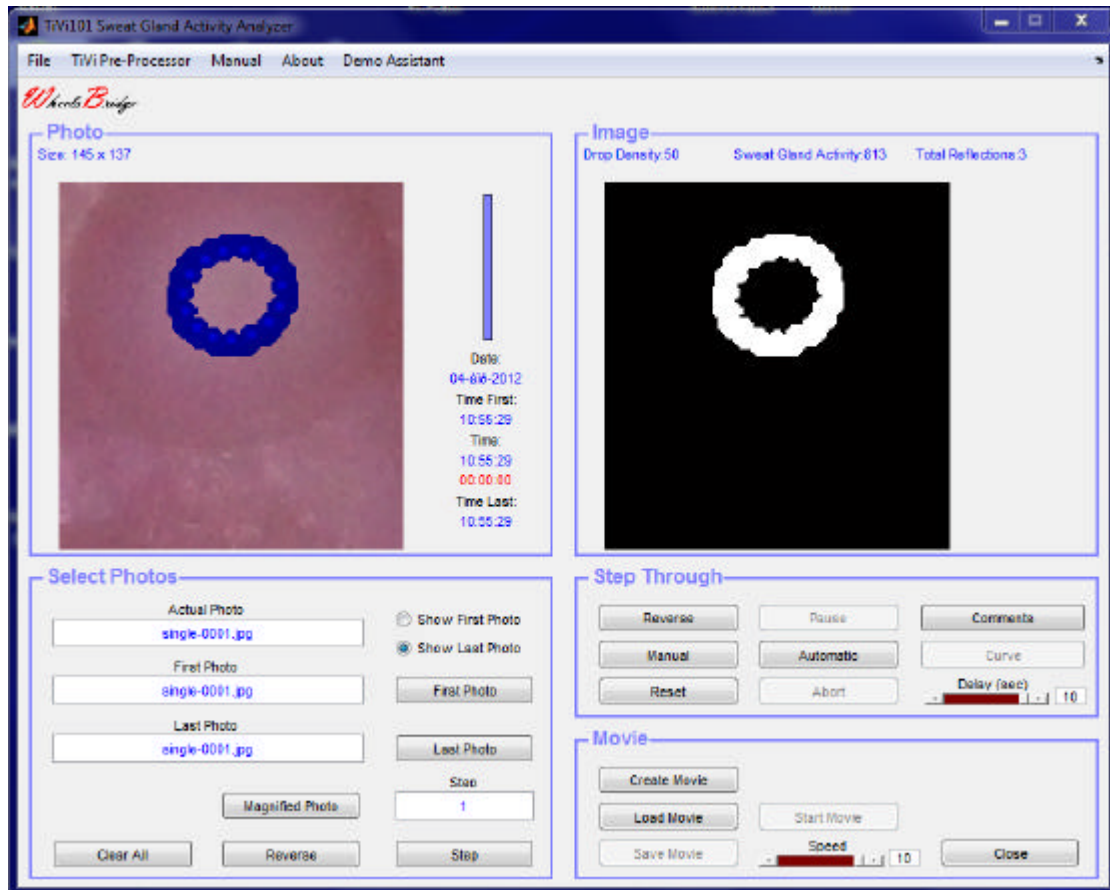 TiVi101 Sweat Gland Activity Analyzer
File TiVi Pre-Processor Manual About Demo Assistant
WheelsBridge
Photo
Size: 145 x 137
Date:
Time First:
10:55:29
Time:
10:55:29
00:00:00
Time Last:
10:55:29
Image
Drop Density:50 Sweat Gland Activity:813 Total Reflections:3
Select Photos
Actual Photo
single-0001.jpg
First Photo
single-0001.jpg
Last Photo
single-0001.jpg
Show First Photo
Show Last Photo
First Photo
Last Photo
Step
1
Magnified Photo
Clear All Reverse Step
Step Through
Reverse Pause Comments
Manual Automatic Curve
Reset Abort Delay (sec) 10
Movie
Create Movie
Load Movie Start Movie
Save Movie Speed 10 Close